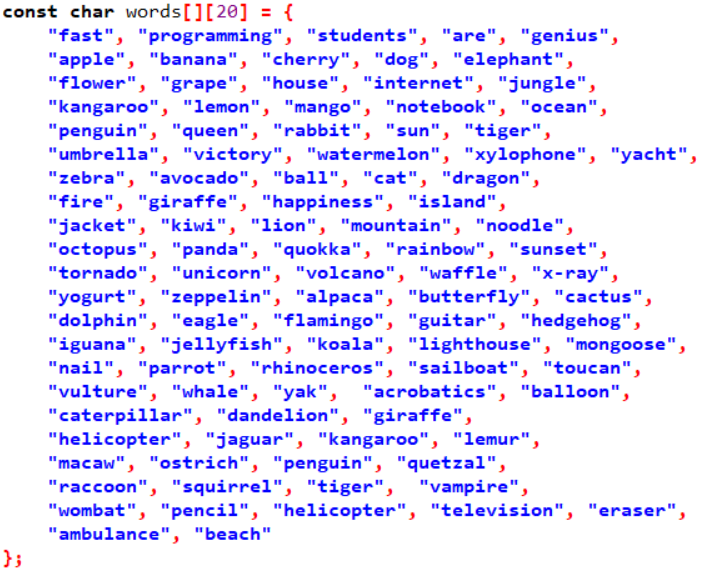 const char words[][20] = {
"fast", "programming", "students", "are", "genius",
"apple", "banana", "cherry", "dog", "elephant",
"flower", "grape", "house", "internet", "jungle",
"kangaroo", "lemon", "mango", "notebook", "ocean",
"penguin", "queen", "rabbit", "sun", "tiger",
"umbrella", "victory", "watermelon", "xylophone", "yacht",
"zebra", "avocado", "ball", "cat", "dragon",
"fire", "giraffe", "happiness", "island",
"jacket", "kiwi", "lion", "mountain", "noodle",
"octopus", "panda", "quokka", "rainbow", "sunset",
"tornado", "unicorn", "volcano", "waffle", "x-ray",
"yogurt", "zeppelin", "alpaca", "butterfly", "cactus",
"dolphin", "eagle", "flamingo", "guitar", "hedgehog",
"iguana", "jellyfish", "koala", "lighthouse", "mongoose",
"nail", "parrot", "rhinoceros", "sailboat", "toucan",
"vulture", "whale", "yak",  "acrobatics", "balloon",
"caterpillar", "dandelion", "giraffe",
"helicopter", "jaguar", "kangaroo", "lemur",
"macaw", "ostrich", "penguin", "quetzal",
"raccoon", "squirrel", "tiger",  "vampire",
"wombat", "pencil", "helicopter", "television", "eraser",
"ambulance", "beach"
};